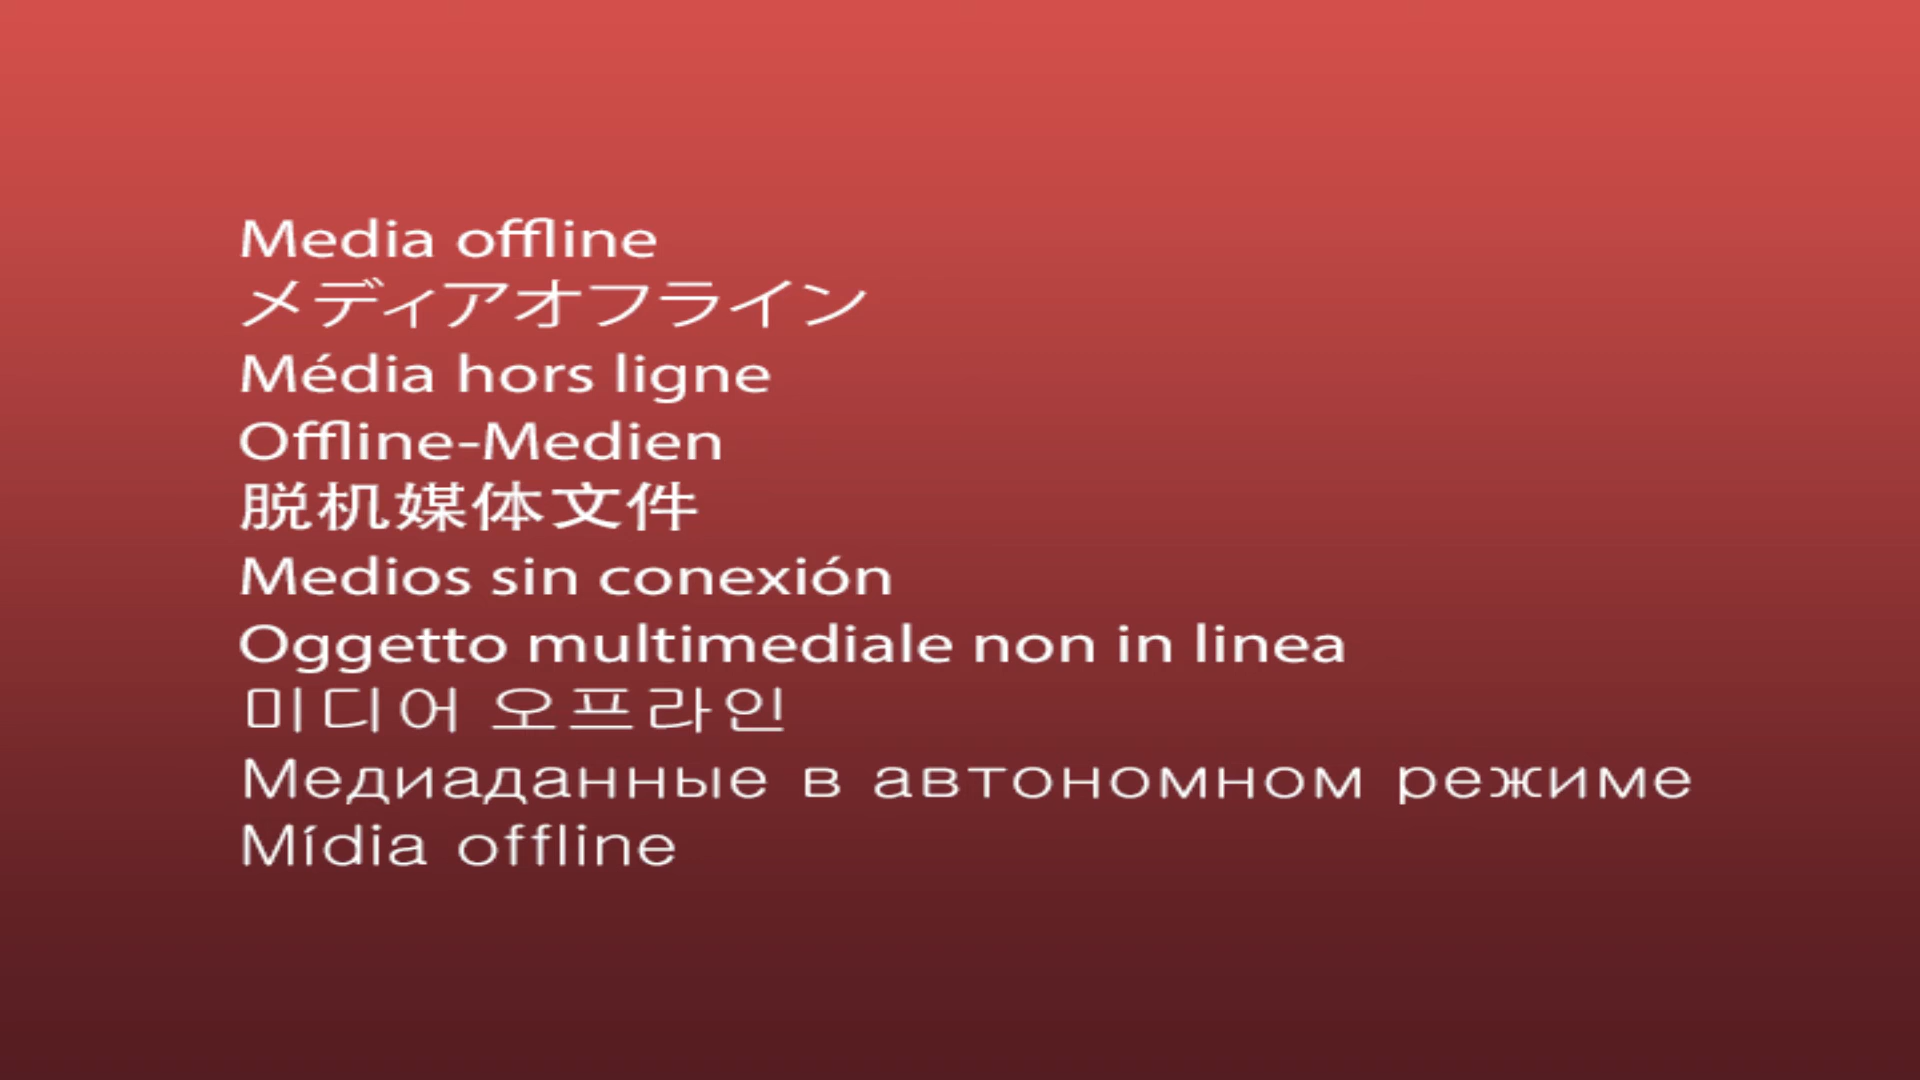 Media offline
メディアオフライン
Média hors ligne
Offline-Medien
脱机媒体文件
Medios sin conexión
Oggetto multimediale non in linea
미디어 오프라인
Медиаданные в автономном режиме
Mídia offline